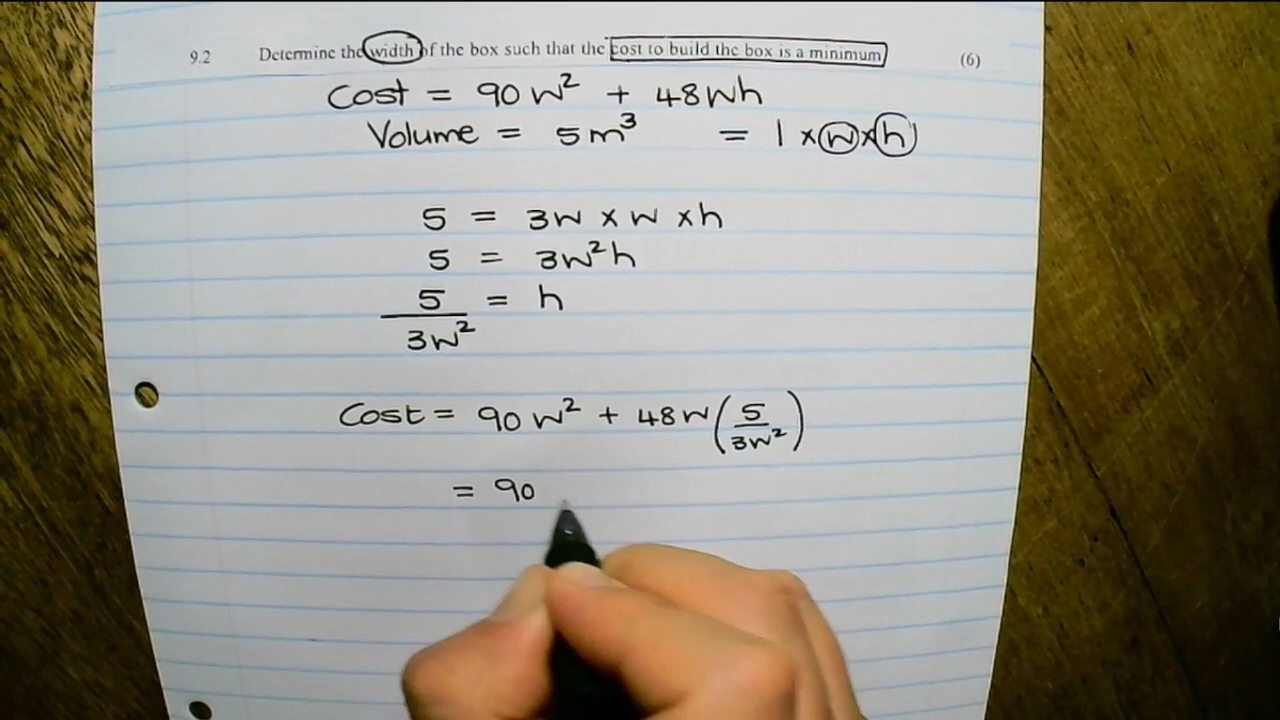 9.2 Determine the width of the box such that the cost to build the box is a minimum (6)
Cost = 90w² + 48wh
Volume = 5m³ = l × w × h
5 = 3w × w × h
5 = 3w²h
5/3w² = h
Cost = 90w² + 48w(5/3w²)
= 90